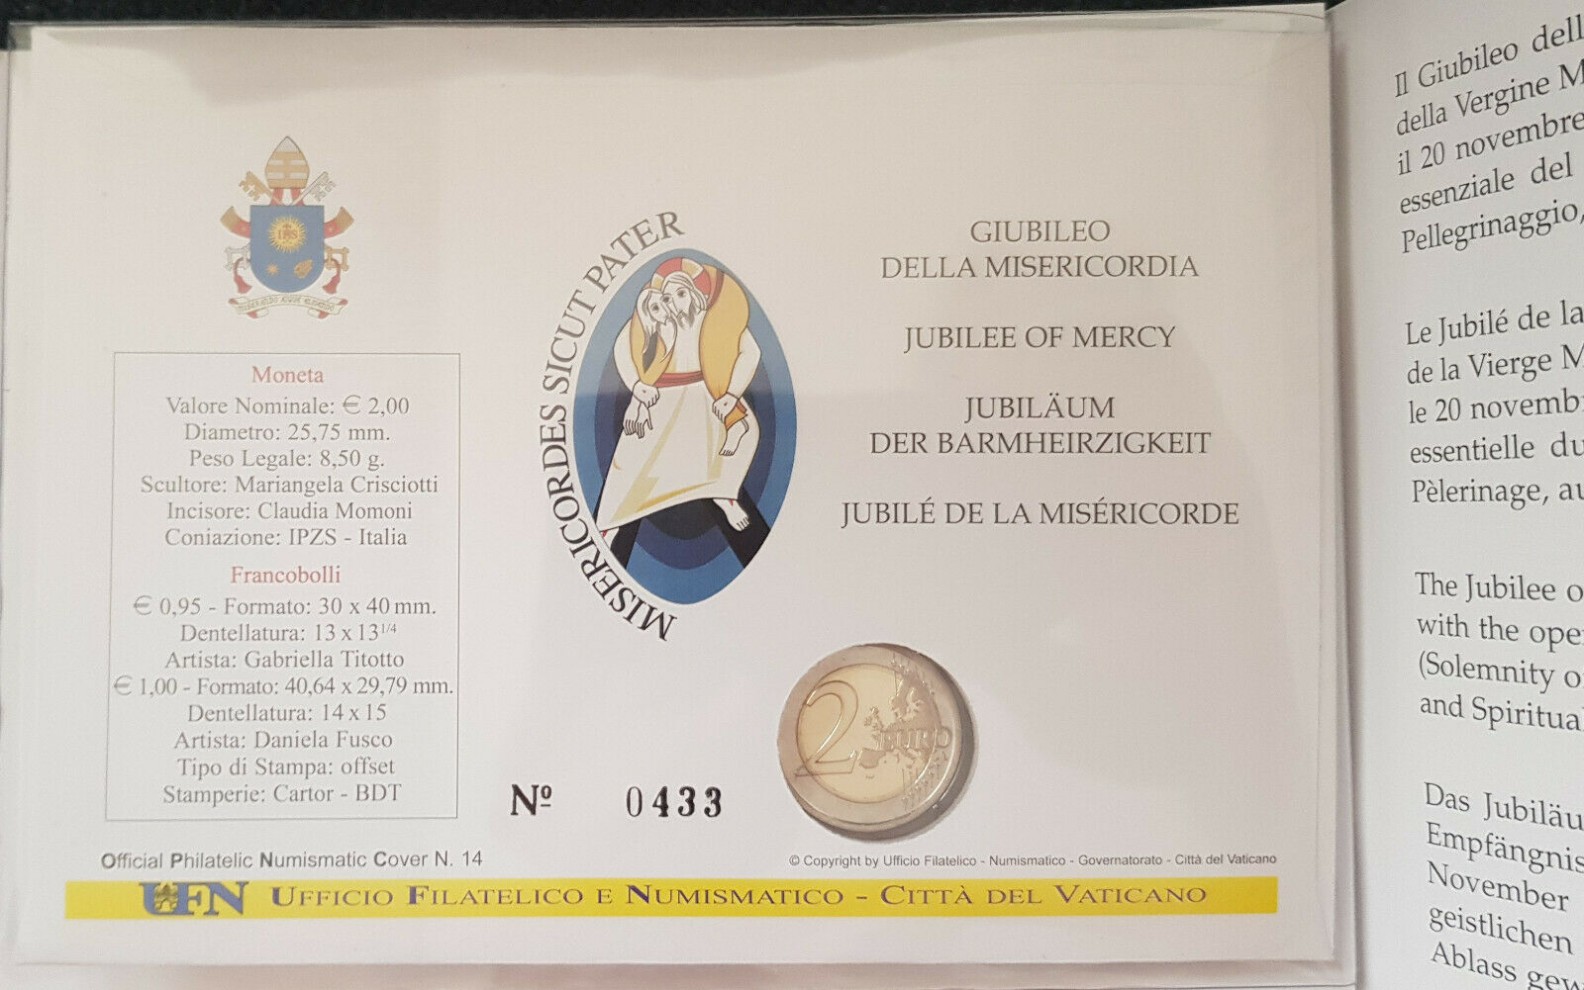 Moneta
Valore Nominale: € 2,00
Diametro: 25,75 mm.
Peso Legale: 8,50 g.
Scultore: Mariangela Crisciotti
Incisore: Claudia Momoni
Coniazione: IPZS - Italia
Francobolli
€ 0,95 - Formato: 30 x 40 mm.
Dentellatura: 13 x 13 1/4
Artista: Gabriella Titotto
€ 1,00 - Formato: 40,64 x 29,79 mm.
Dentellatura: 14 x 15
Artista: Daniela Fusco
Tipo di Stampa: offset
Stamperie: Cartor - BDT
MISERICORDES SICUT PATER
GIUBILEO
DELLA MISERICORDIA
JUBILEE OF MERCY
JUBILÄUM
DER BARMHEIRZIGKEIT
JUBILÉ DE LA MISÉRICORDE
2 EURO
Nº 0433
Official Philatelic Numismatic Cover N. 14
© Copyright by Ufficio Filatelico - Numismatico - Governatorato - Città del Vaticano
UFN UFFICIO FILATELICO E NUMISMATICO - CITTÀ DEL VATICANO
Il Giubileo dell
della Vergine M
il 20 novembre
essenziale del
Pellegrinaggio,
Le Jubilé de la
de la Vierge M
le 20 novemb
essentielle du
Pèlerinage, au
The Jubilee o
with the ope
(Solemnity o
and Spiritua
Das Jubiläu
Empfängnis
November
geistlichen
Ablass gew